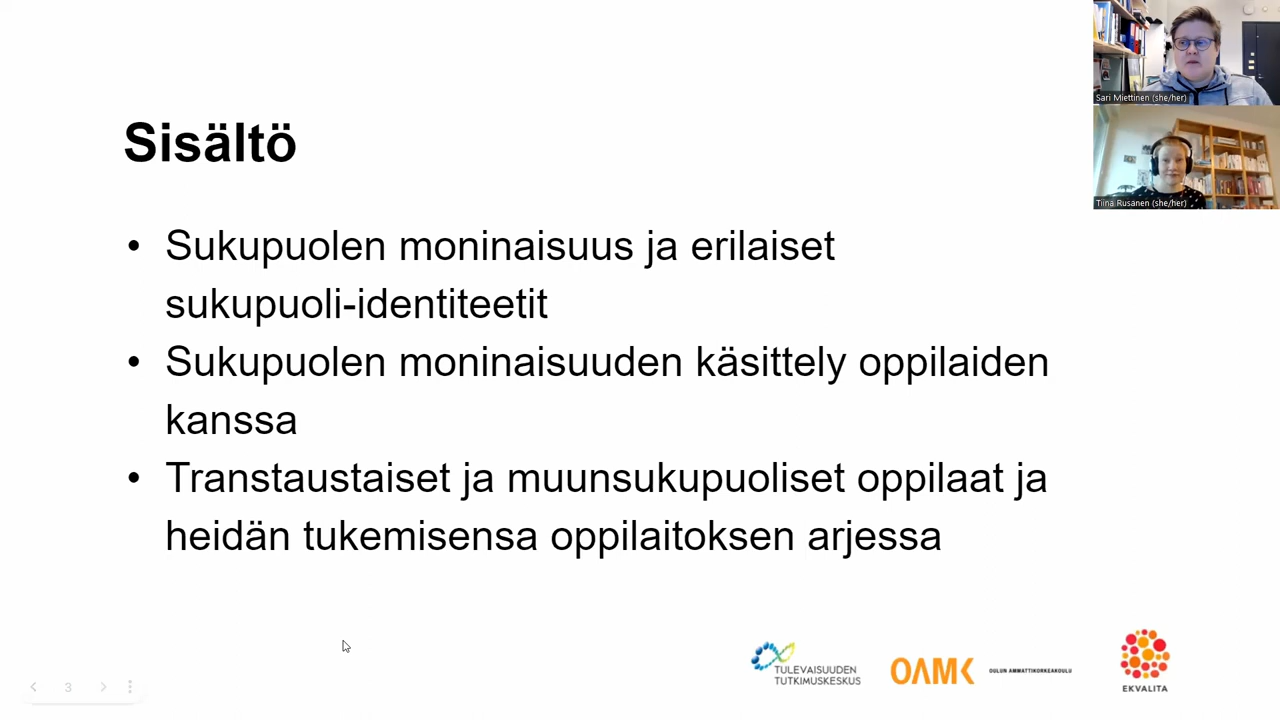 Sisältö
• Sukupuolen moninaisuus ja erilaiset
sukupuoli-identiteetit
• Sukupuolen moninaisuuden käsittely oppilaiden
kanssa
• Transtaustaiset ja muunsukupuoliset oppilaat ja
heidän tukemisensa oppilaitoksen arjessa
Sari Miettinen (she/her)
Tiina Rusanen (she/her)
3
TULEVAISUUDEN
TUTKIMUSKESKUS
OAMK
OULUN AMMATTIKORKEAKOULU
EKVALITA